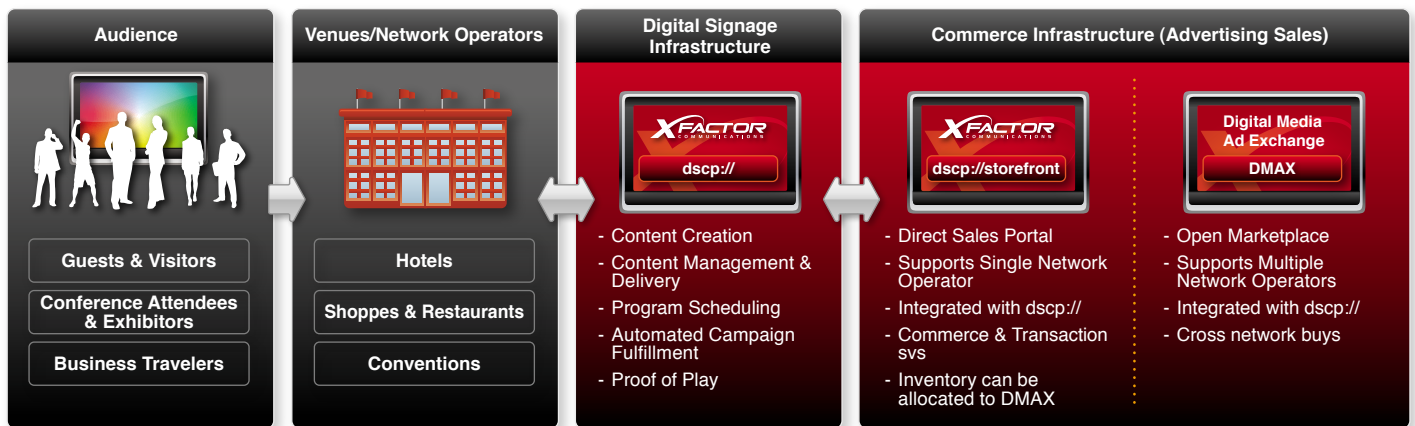 Audience
Guests & Visitors
Conference Attendees
& Exhibitors
Business Travelers
Venues/Network Operators
Hotels
Shoppes & Restaurants
Conventions
Digital Signage
Infrastructure
XFACTOR
COMMUNICATIONS
dscp://
- Content Creation
- Content Management &
Delivery
- Program Scheduling
- Automated Campaign
Fulfillment
- Proof of Play
Commerce Infrastructure (Advertising Sales)
XFACTOR
COMMUNICATIONS
dscp://storefront
- Direct Sales Portal
- Supports Single Network
Operator
- Integrated with dscp://
- Commerce & Transaction
svs
- Inventory can be
allocated to DMAX
Digital Media
Ad Exchange
DMAX
- Open Marketplace
- Supports Multiple
Network Operators
- Integrated with dscp://
- Cross network buys